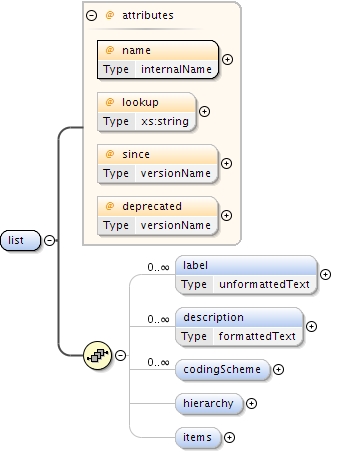 @ attributes
@ name
Type internalName
@ lookup
Type xs:string
@ since
Type versionName
@ deprecated
Type versionName
list
0..∞ label
Type unformattedText
0..∞ description
Type formattedText
0..∞ codingScheme
hierarchy
items